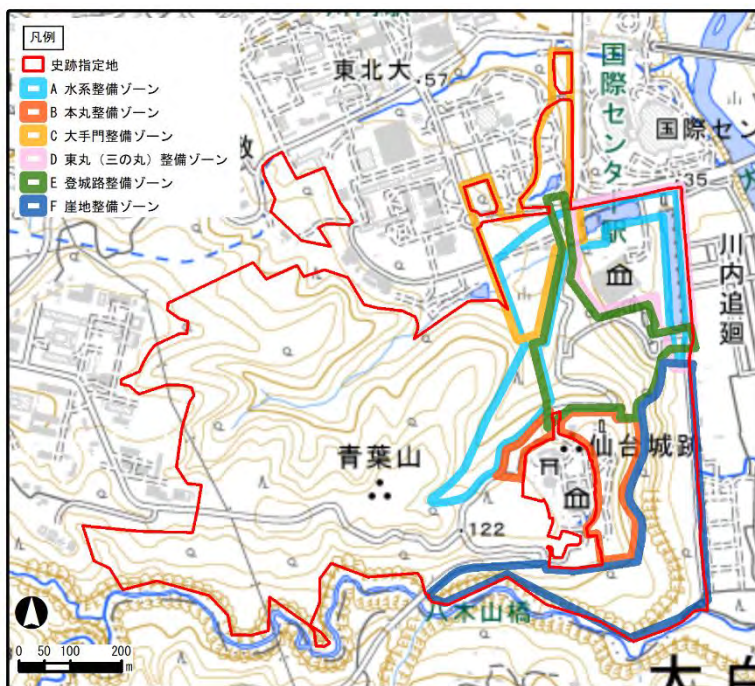 凡例
史跡指定地
A 水系整備ゾーン
B 本丸整備ゾーン
C 大手門整備ゾーン
D 東丸（三の丸）整備ゾーン
E 登城路整備ゾーン
F 崖地整備ゾーン
東北大
57
国際センター駅
国際セン
35
川内追廻
仙台城跡
青葉山
122
八木山橋
0 50 100 200
m